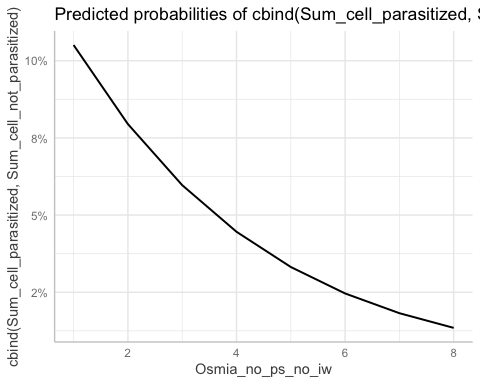 Predicted probabilities of cbind(Sum_cell_parasitized, S
cbind(Sum_cell_parasitized, Sum_cell_not_parasitized)
10%
8%
5%
2%
2
4
6
8
Osmia_no_ps_no_iw